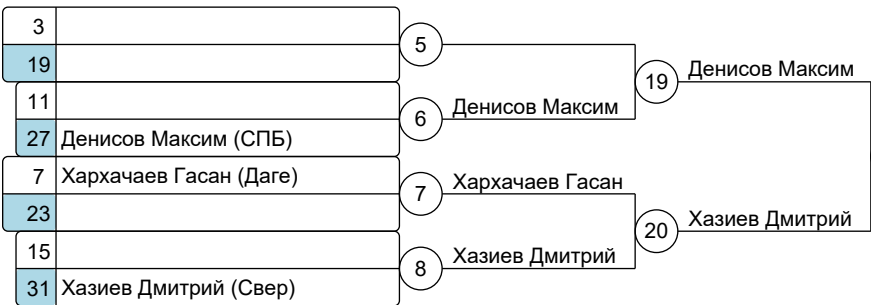 3
19
5
Денисов Максим
19
11
27 Денисов Максим (СПБ)
6
Денисов Максим
7 Хархачаев Гасан (Даге)
23
7
Хархачаев Гасан
Хазиев Дмитрий
20
15
31 Хазиев Дмитрий (Свер)
8
Хазиев Дмитрий